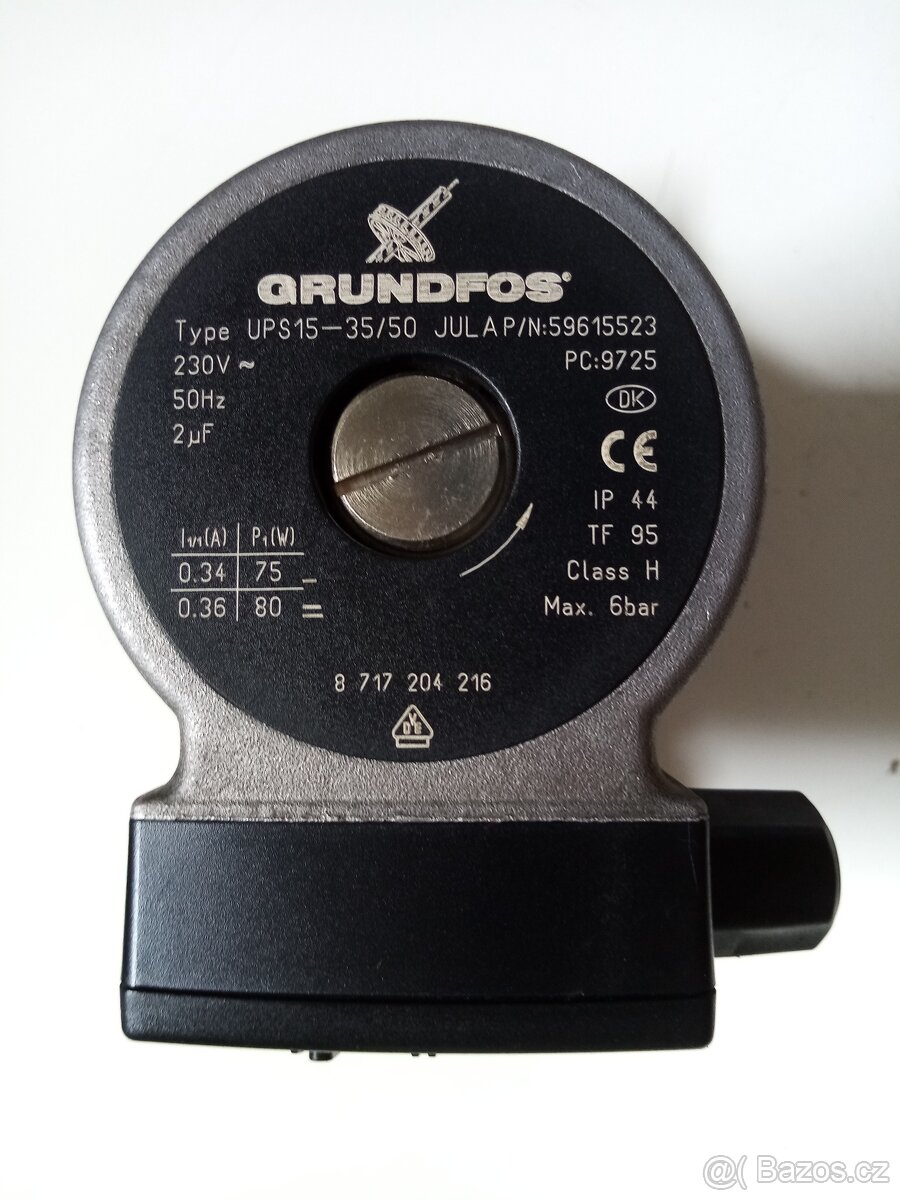 GRUNDFOS®
Type UPS15-35/50 JULA P/N:59615523
230V ~ PC:9725
50Hz DK
2µF CE
IP 44
TF 95
I1/1(A) P1(W)
0.34 75 Class H
0.36 80 Max. 6bar
8 717 204 216
VDE
@( Bazos.cz